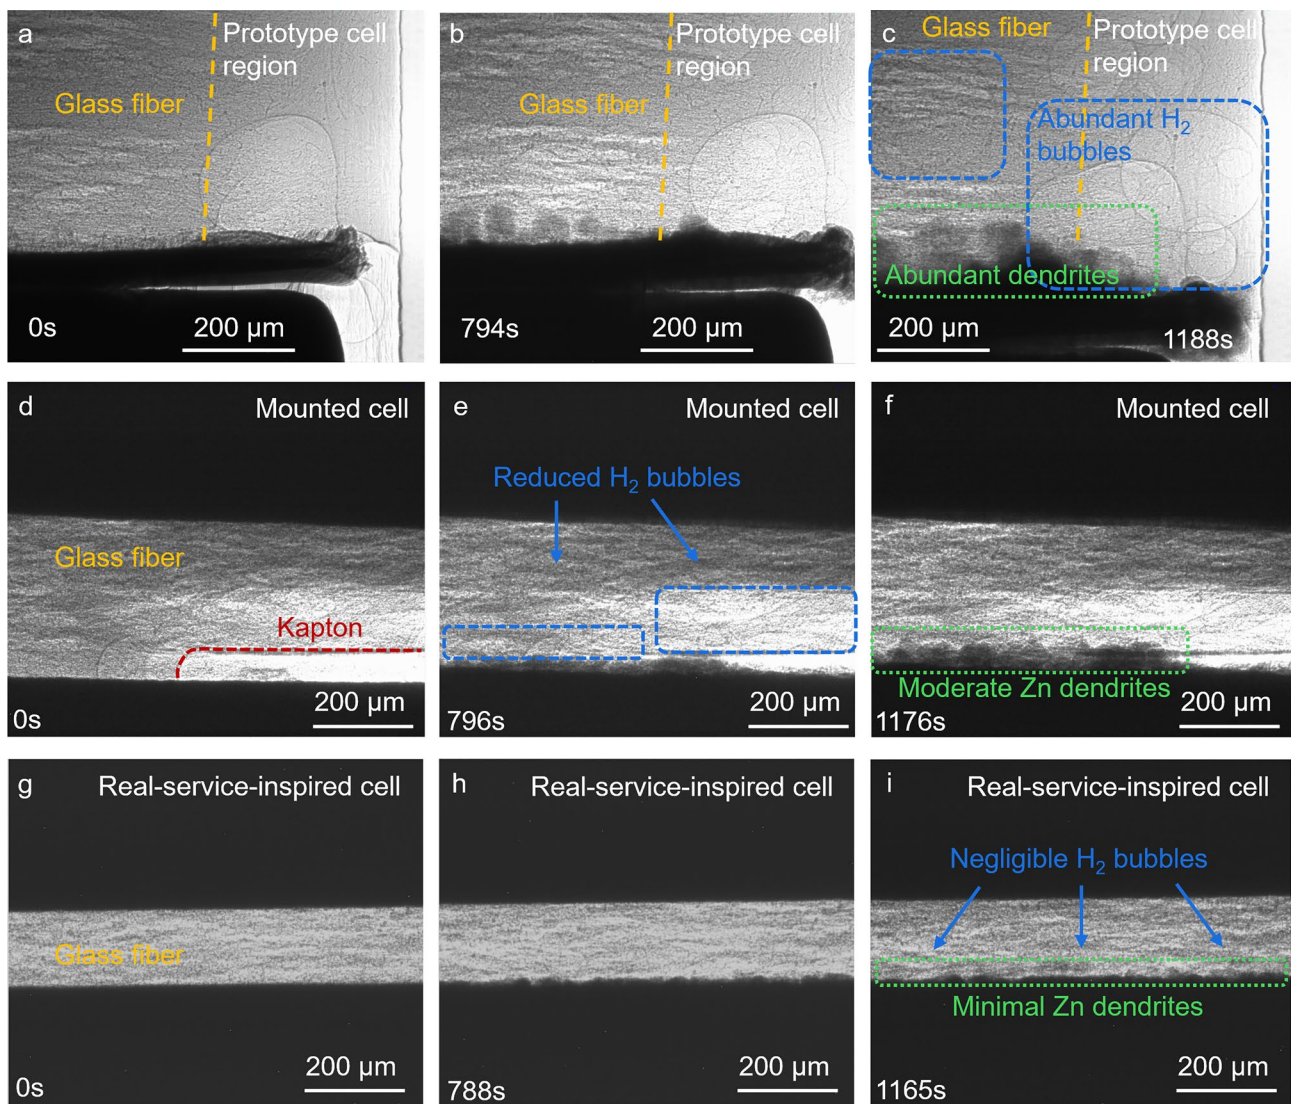 a
Prototype cell
region
Glass fiber
0s
200 µm
b
Prototype cell
region
Glass fiber
794s
200 µm
c
Glass fiber
Prototype cell
region
Abundant H₂
bubbles
Abundant dendrites
200 µm
1188s
d
Mounted cell
Glass fiber
Kapton
200 µm
0s
e
Mounted cell
Reduced H₂ bubbles
200 µm
796s
f
Mounted cell
Moderate Zn dendrites
200 µm
1176s
g
Real-service-inspired cell
Glass fiber
200 µm
0s
h
Real-service-inspired cell
200 µm
788s
i
Real-service-inspired cell
Negligible H₂ bubbles
Minimal Zn dendrites
200 µm
1165s